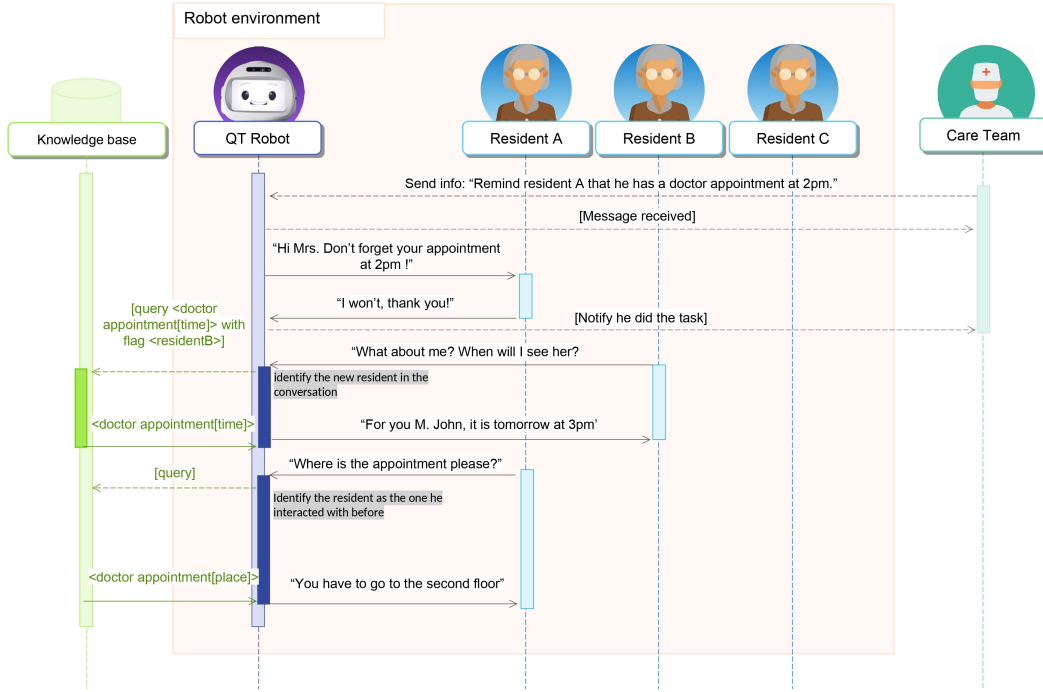 Robot environment
Knowledge base
QT Robot
Resident A
Resident B
Resident C
Care Team
Send info: “Remind resident A that he has a doctor appointment at 2pm.”
[Message received]
“Hi Mrs. Don’t forget your appointment
at 2pm !”
“I won’t, thank you!”
[query <doctor
appointment[time]> with
flag <residentB>]
[Notify he did the task]
“What about me? When will I see her?
identify the new resident in the
conversation
<doctor appointment[time]>
“For you M. John, it is tomorrow at 3pm’
“Where is the appointment please?”
[query]
Identify the resident as the one he
interacted with before
<doctor appointment[place]>
“You have to go to the second floor”